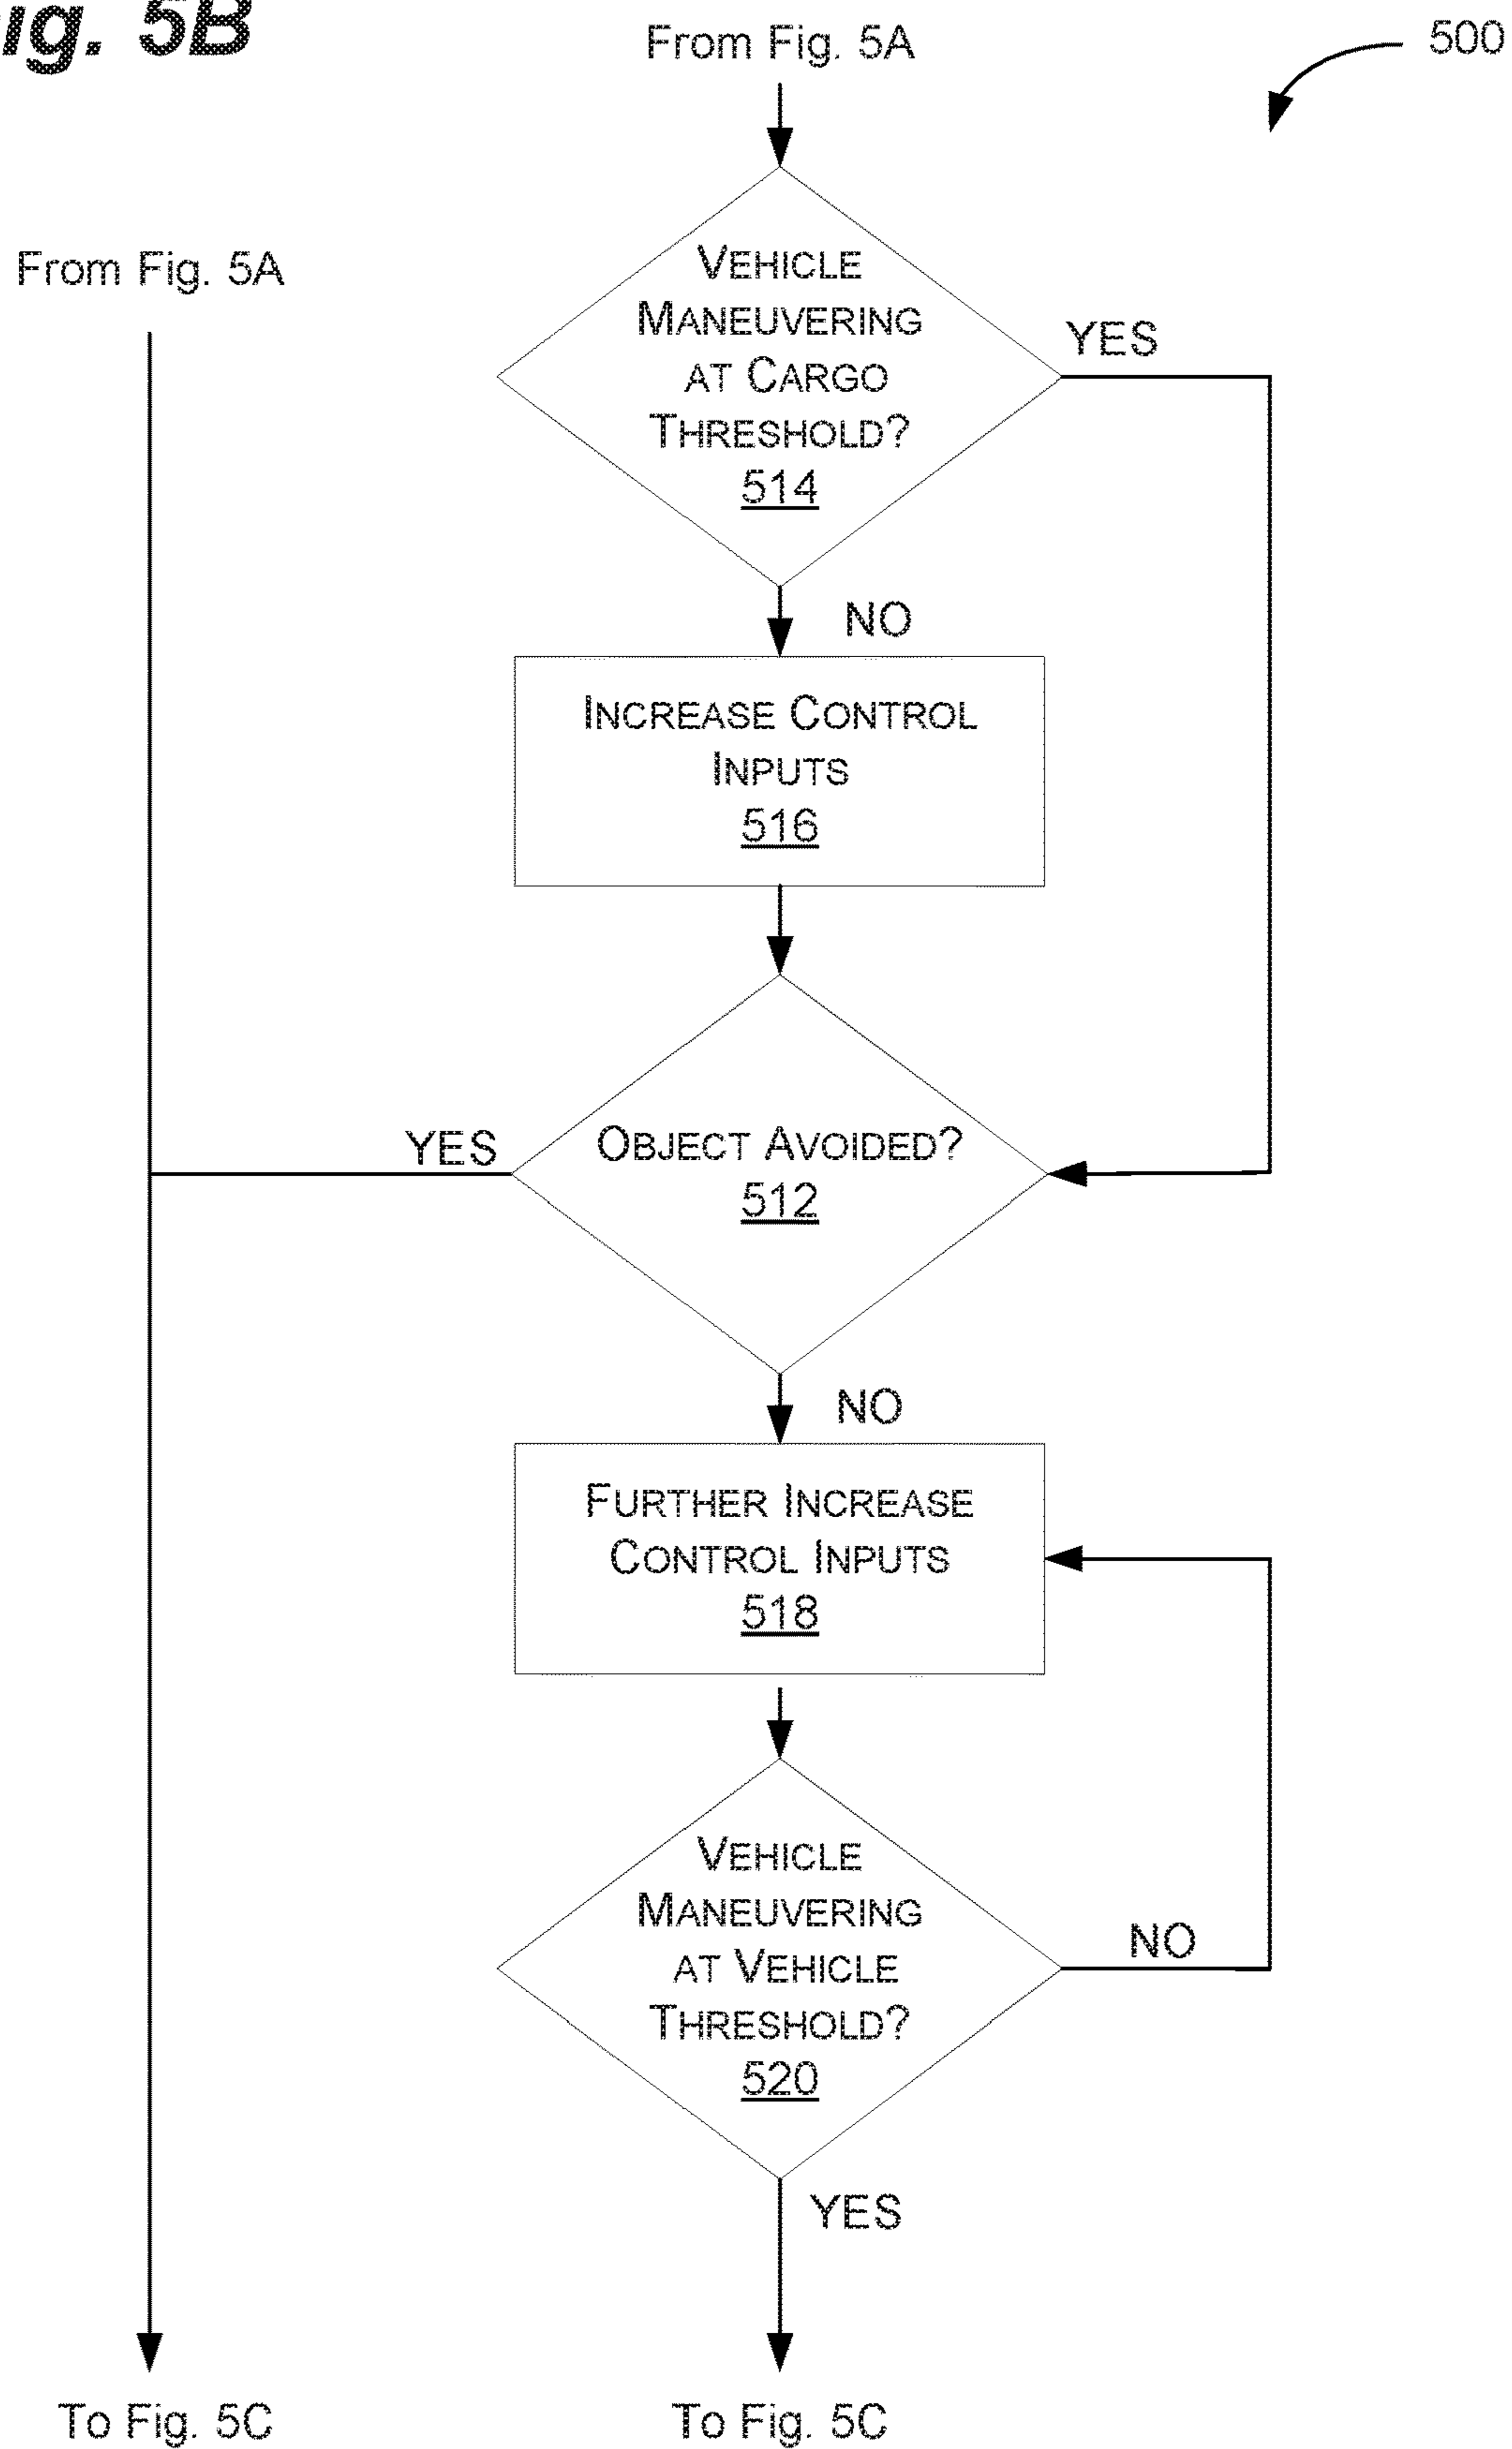 ig. 5B
From Fig. 5A
500
From Fig. 5A
VEHICLE
MANEUVERING
AT CARGO
THRESHOLD?
514
YES
NO
INCREASE CONTROL
INPUTS
516
YES
OBJECT AVOIDED?
512
NO
FURTHER INCREASE
CONTROL INPUTS
518
VEHICLE
MANEUVERING
AT VEHICLE
THRESHOLD?
520
NO
YES
To Fig. 5C
To Fig. 5C